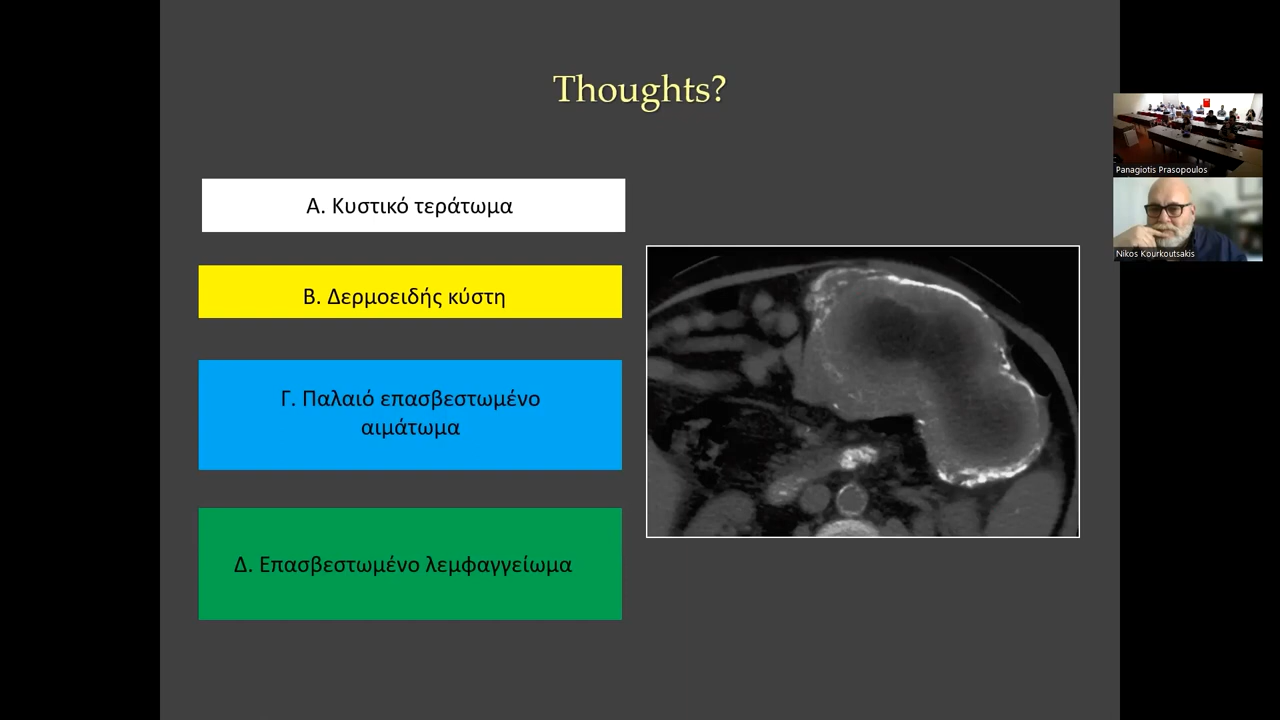 Thoughts?
Α. Κυστικό τεράτωμα
Β. Δερμοειδής κύστη
Γ. Παλαιό επασβεστωμένο
αιμάτωμα
Δ. Επασβεστωμένο λεμφαγγείωμα
Panagiotis Prasopoulos
Nikos Kourkoutsakis